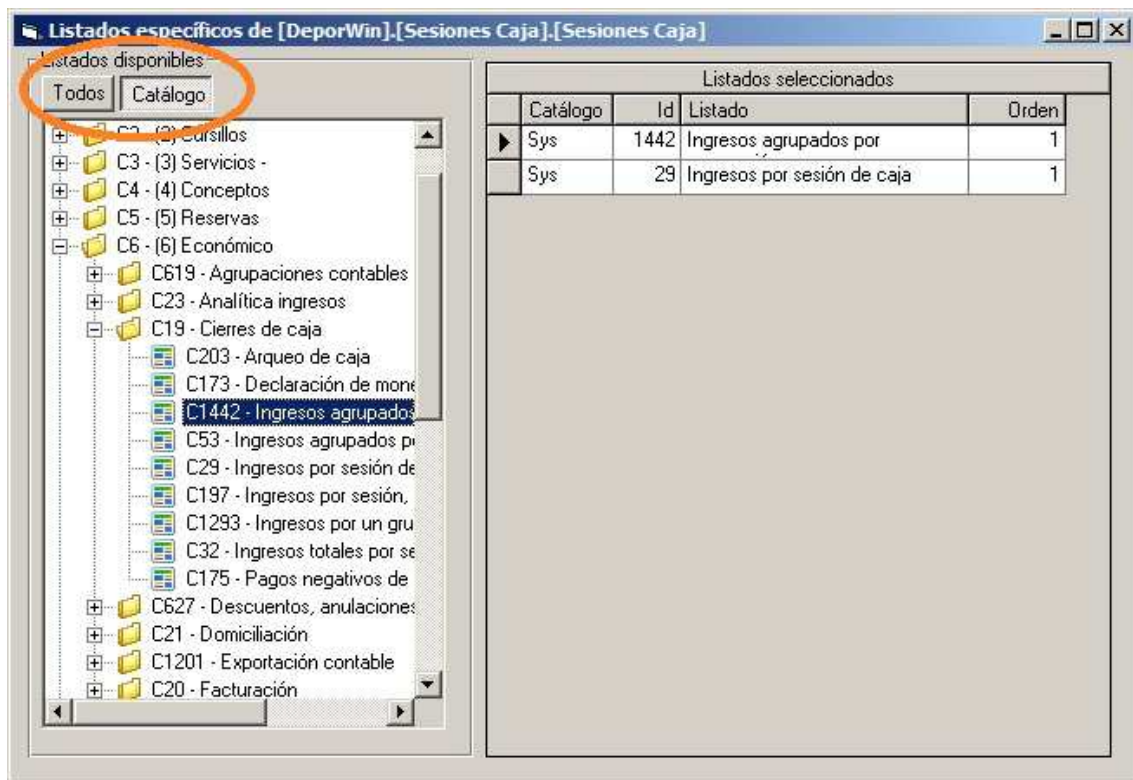 Listados específicos de [DeporWin].[Sesiones Caja].[Sesiones Caja]
Listados disponibles
Todos Catálogo
C2 - (2) Cursillos
C3 - (3) Servicios -
C4 - (4) Conceptos
C5 - (5) Reservas
C6 - (6) Económico
C619 - Agrupaciones contables
C23 - Analítica ingresos
C19 - Cierres de caja
C203 - Arqueo de caja
C173 - Declaración de mone
C1442 - Ingresos agrupados
C53 - Ingresos agrupados p
C29 - Ingresos por sesión de
C197 - Ingresos por sesión,
C1293 - Ingresos por un gru
C32 - Ingresos totales por se
C175 - Pagos negativos de
C627 - Descuentos, anulaciones
C21 - Domiciliación
C1201 - Exportación contable
C20 - Facturación
Listados seleccionados
Catálogo Id Listado Orden
Sys 1442 Ingresos agrupados por 1
Sys 29 Ingresos por sesión de caja 1